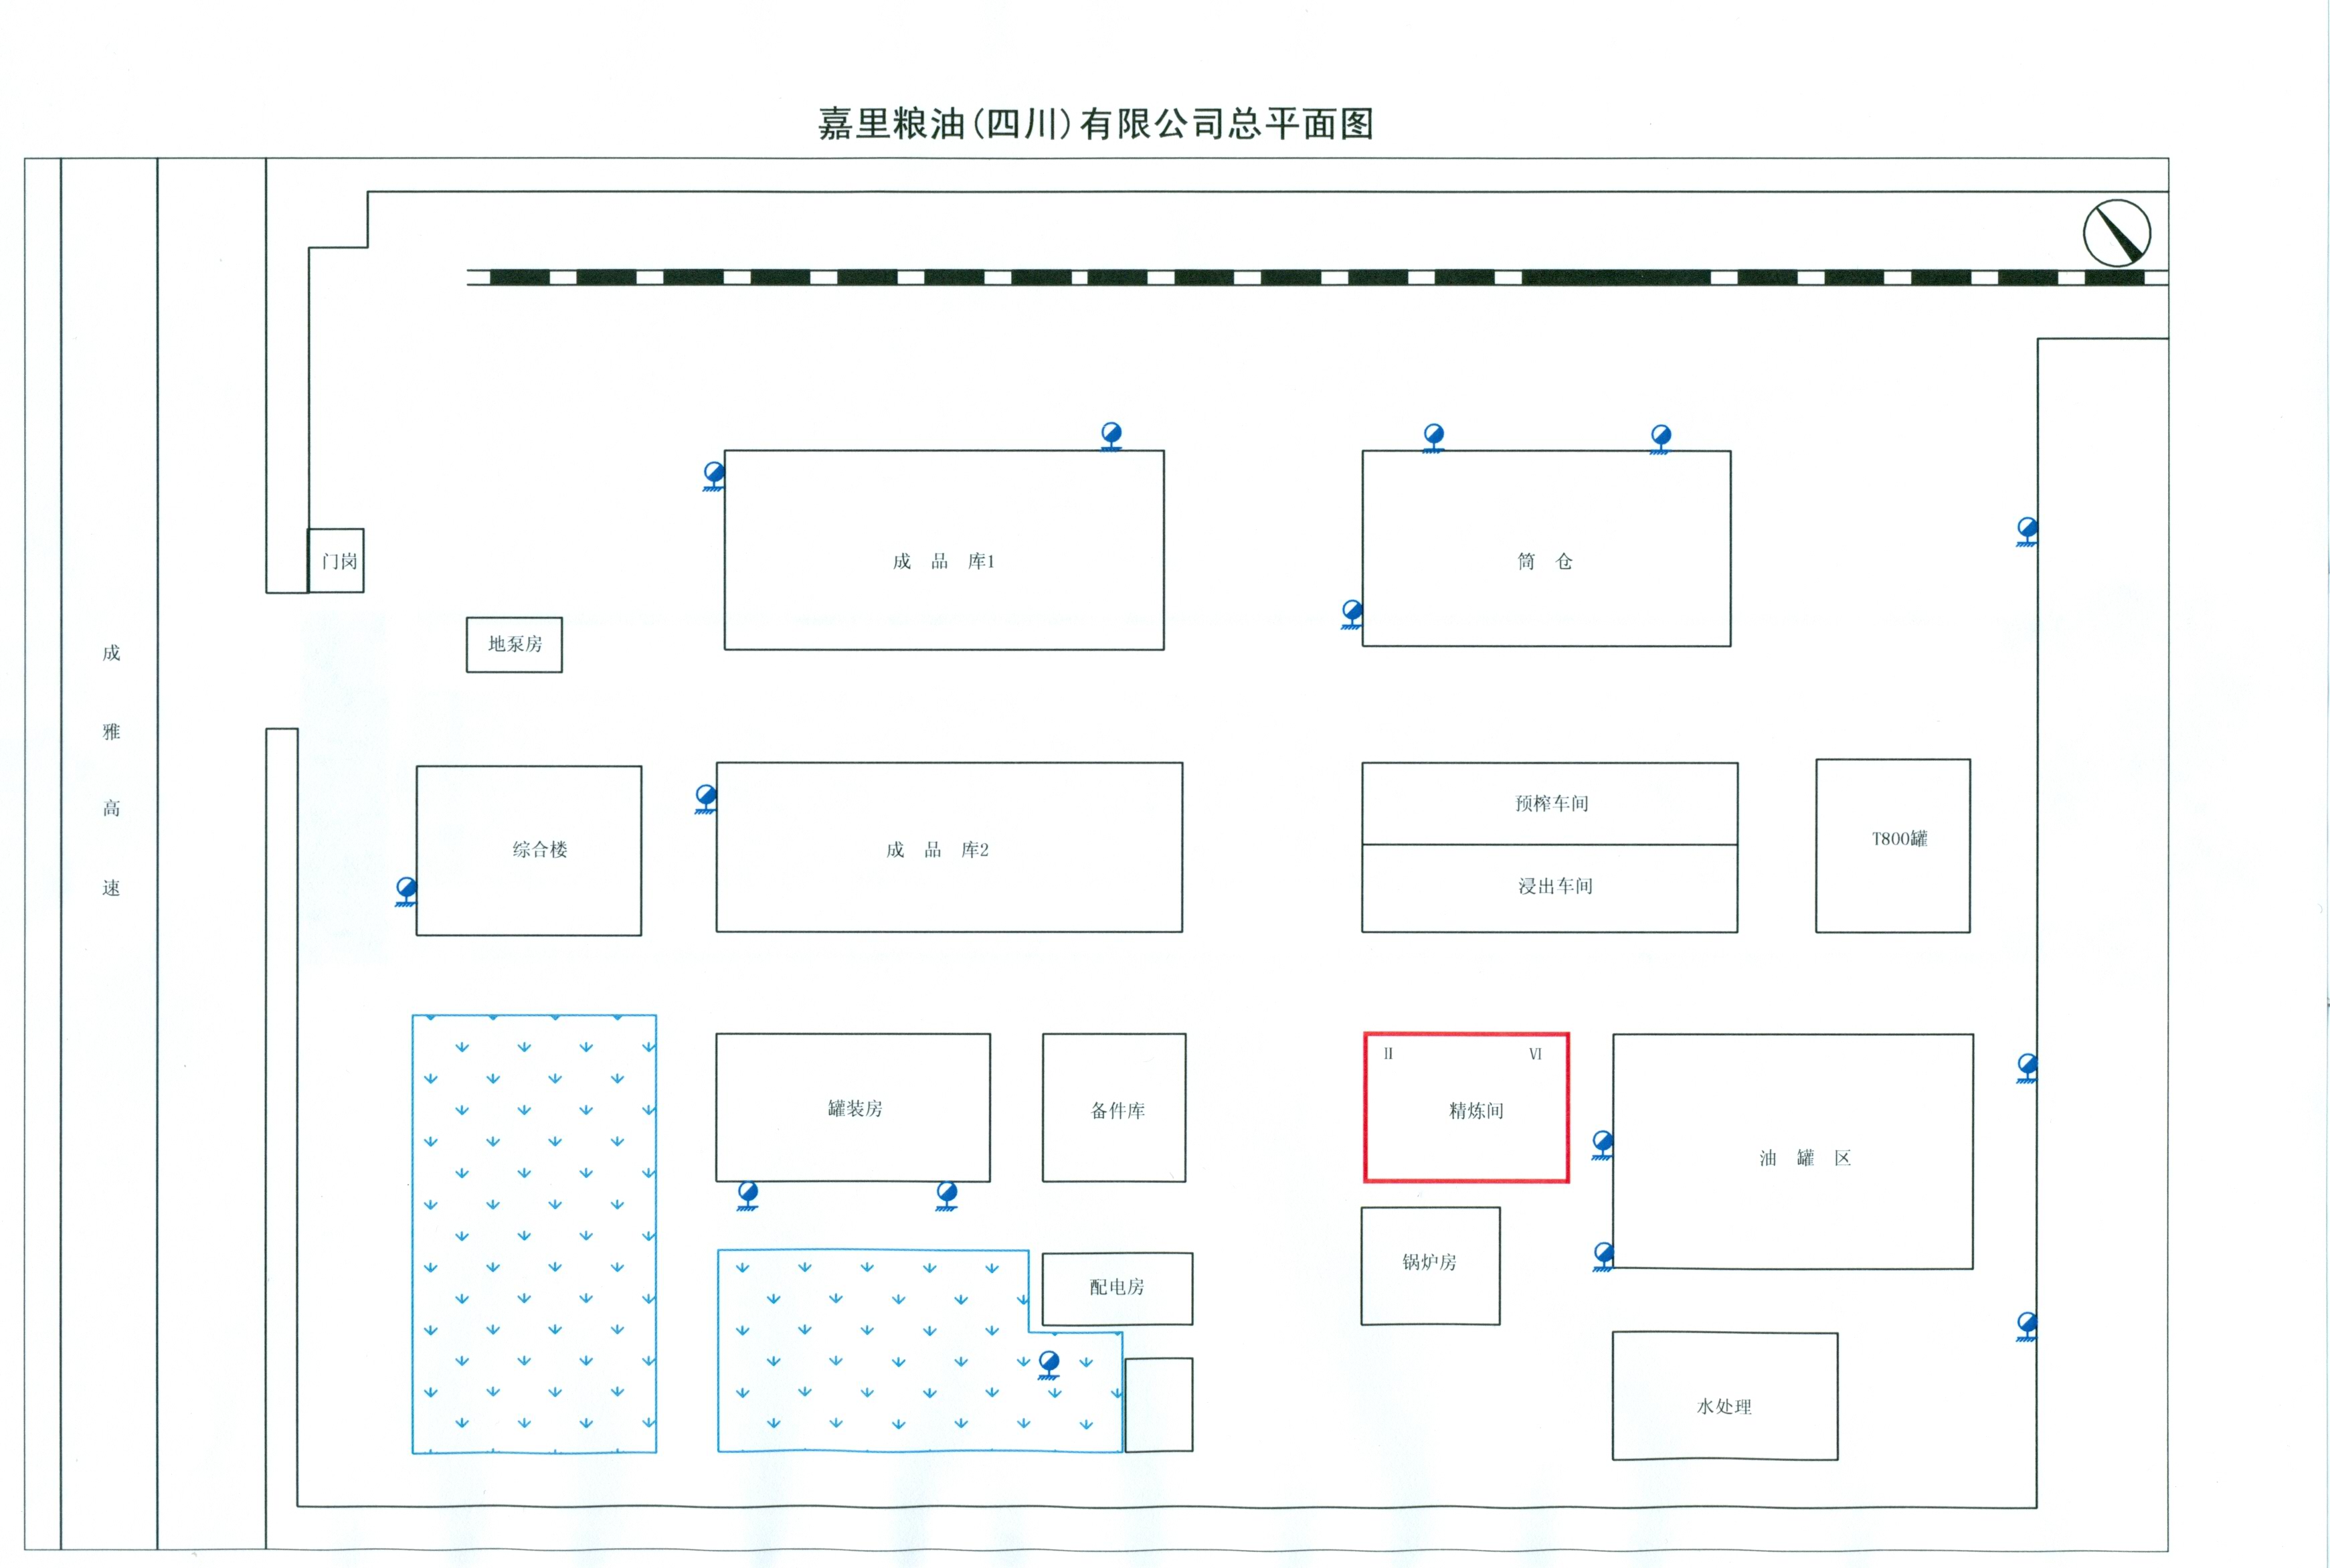 嘉里粮油(四川)有限公司总平面图
门岗
成 品 库1
筒 仓
地泵房
成
雅
高
速
综合楼
成 品 库2
预榨车间
浸出车间
T800罐
罐装房
备件库
II
VI
精炼间
油 罐 区
锅炉房
配电房
水处理